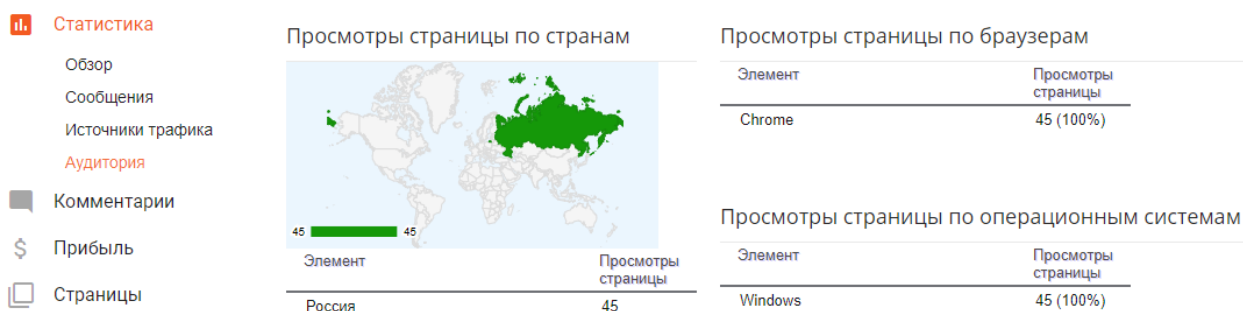 Статистика
Обзор
Сообщения
Источники трафика
Аудитория
Комментарии
Прибыль
Страницы
Просмотры страницы по странам
45 45
Элемент Просмотры
страницы
Россия 45
Просмотры страницы по браузерам
Элемент Просмотры
страницы
Chrome 45 (100%)
Просмотры страницы по операционным системам
Элемент Просмотры
страницы
Windows 45 (100%)